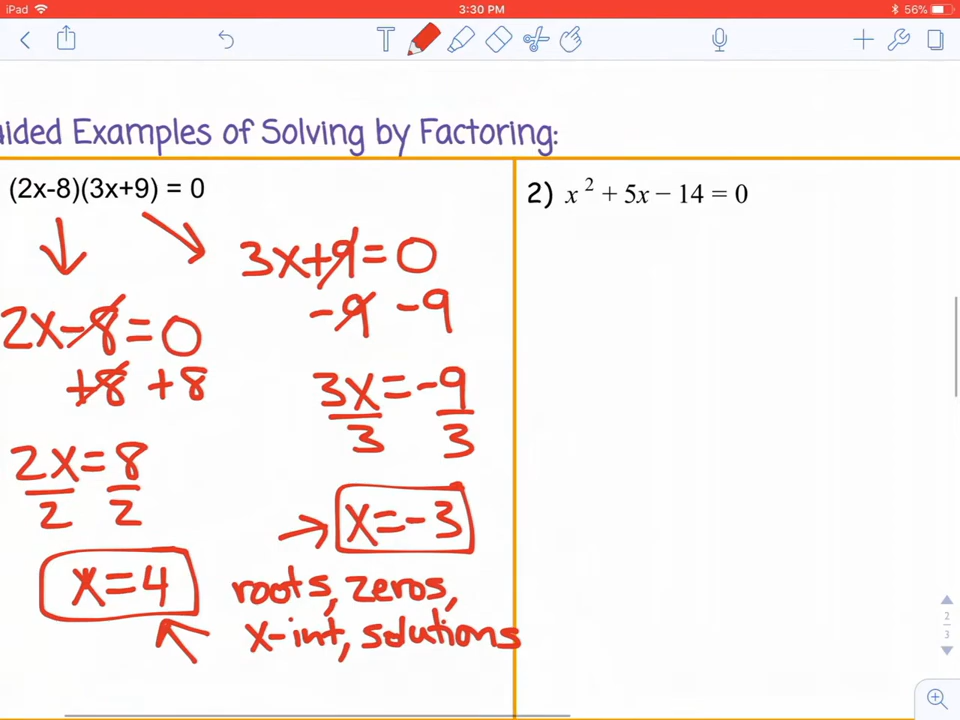 iPad 3:30 PM 56%
T
uided Examples of Solving by Factoring:
(2x-8)(3x+9) = 0
3x+9=0
-9 -9
3x=-9
3 3
x=-3
2x-8=0
+8 +8
2x=8
2 2
x=4
roots, zeros,
x-int, solutions
2) x² + 5x − 14 = 0
2
3